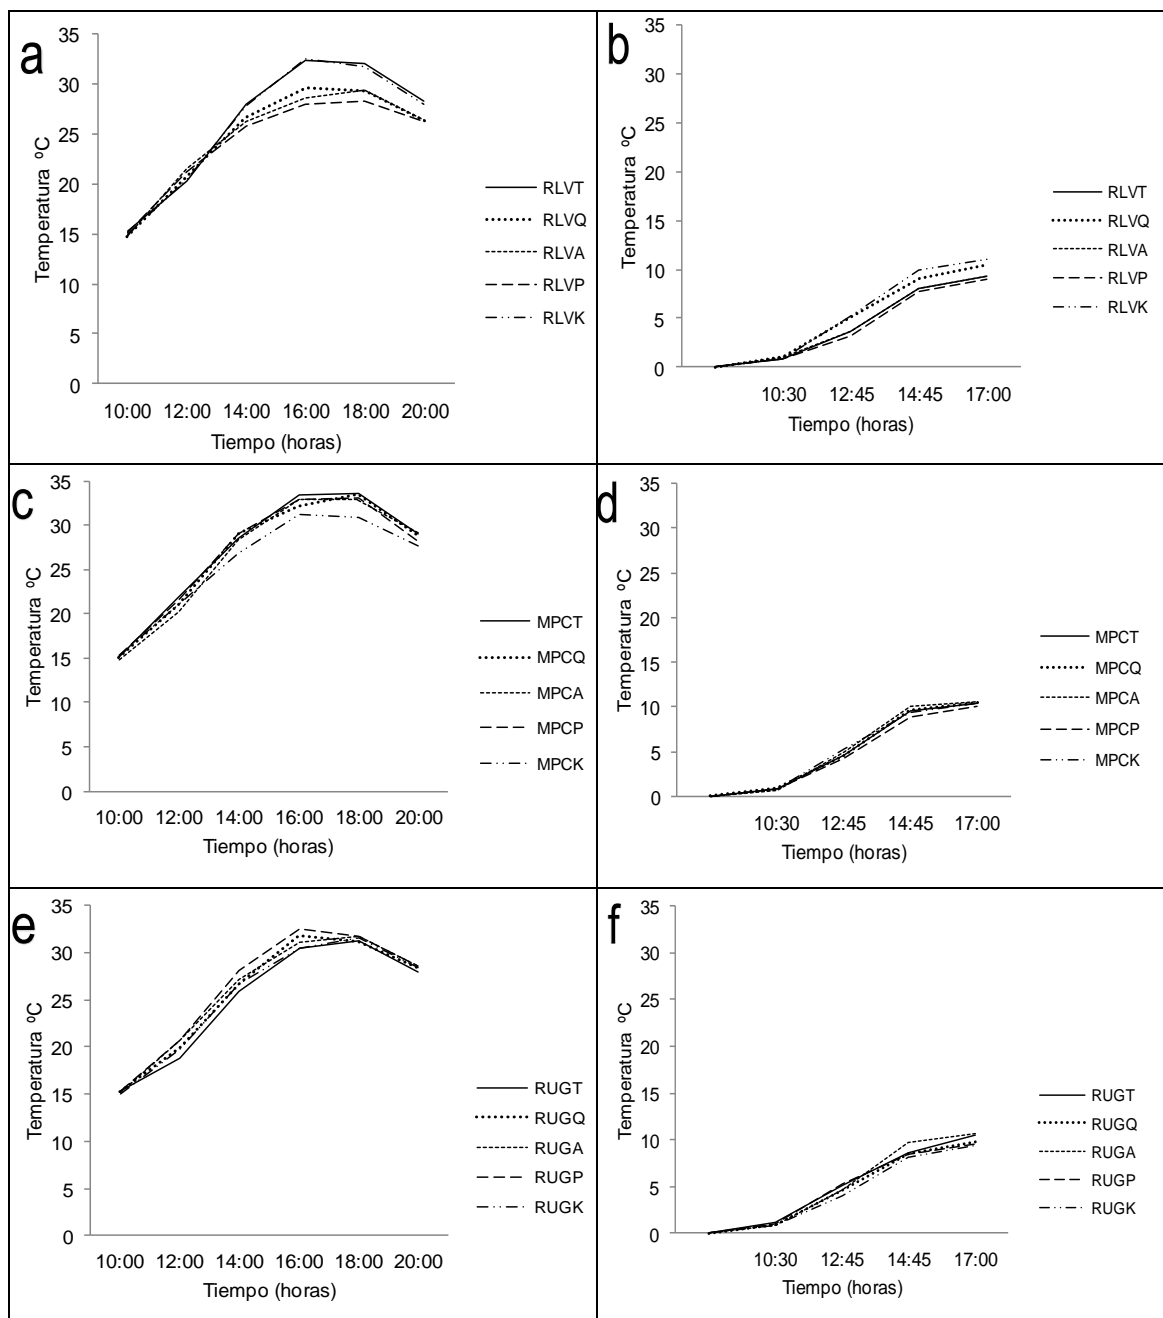 a
35
30
25
20
15
10
5
0
Temperatura ºC
10:00 12:00 14:00 16:00 18:00 20:00
Tiempo (horas)
RLVT
RLVQ
RLVA
RLVP
RLVK
b
35
30
25
20
15
10
5
0
Temperatura ºC
10:30 12:45 14:45 17:00
Tiempo (horas)
RLVT
RLVQ
RLVA
RLVP
RLVK
c
35
30
25
20
15
10
5
0
Temperatura ºC
10:00 12:00 14:00 16:00 18:00 20:00
Tiempo (horas)
MPCT
MPCQ
MPCA
MPCP
MPCK
d
35
30
25
20
15
10
5
0
Temperatura ºC
10:30 12:45 14:45 17:00
Tiempo (horas)
MPCT
MPCQ
MPCA
MPCP
MPCK
e
35
30
25
20
15
10
5
0
Temperatura ºC
10:00 12:00 14:00 16:00 18:00 20:00
Tiempo (horas)
RUGT
RUGQ
RUGA
RUGP
RUGK
f
35
30
25
20
15
10
5
0
Temperatura ºC
10:30 12:45 14:45 17:00
Tiempo (horas)
RUGT
RUGQ
RUGA
RUGP
RUGK